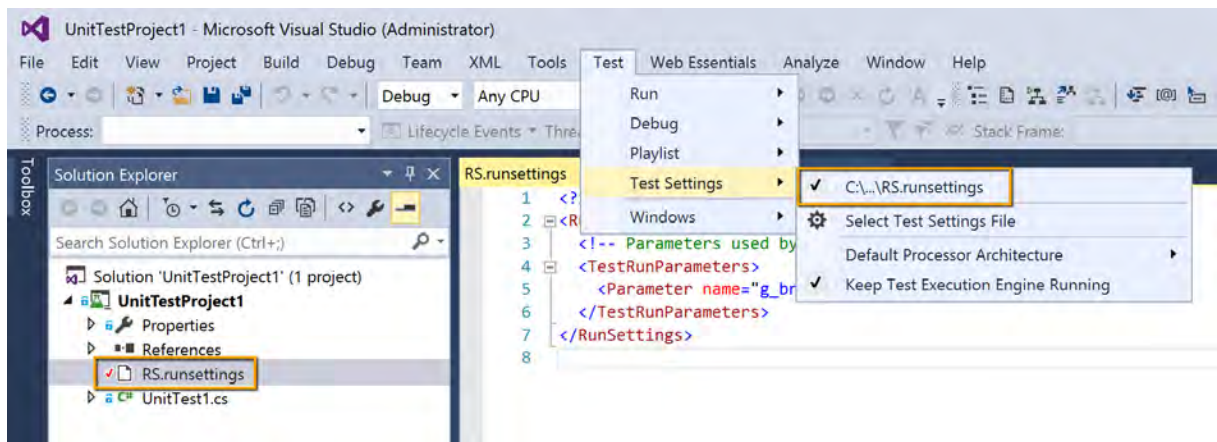 UnitTestProject1 - Microsoft Visual Studio (Administrator)
File Edit View Project Build Debug Team XML Tools Test Web Essentials Analyze Window Help
Debug Any CPU
Process: Lifecycle Events Stack Frame:
Toolbox
Solution Explorer
Search Solution Explorer (Ctrl+;)
Solution 'UnitTestProject1' (1 project)
UnitTestProject1
Properties
References
RS.runsettings
UnitTest1.cs
RS.runsettings
1 <?
2 <R
3 <!-- Parameters used by
4 <TestRunParameters>
5 <Parameter name="g_br
6 </TestRunParameters>
7 </RunSettings>
8
Run
Debug
Playlist
Test Settings
Windows
C:\...\RS.runsettings
Select Test Settings File
Default Processor Architecture
Keep Test Execution Engine Running